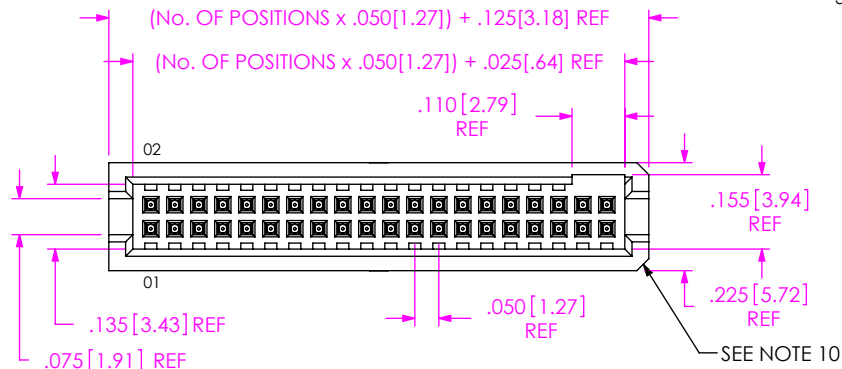 (No. OF POSITIONS x .050[1.27]) + .125[3.18] REF
(No. OF POSITIONS x .050[1.27]) + .025[.64] REF
.110[2.79]
REF
02
.155[3.94]
REF
01
.050[1.27]
REF
.225[5.72]
REF
.135[3.43] REF
.075[1.91] REF
SEE NOTE 10